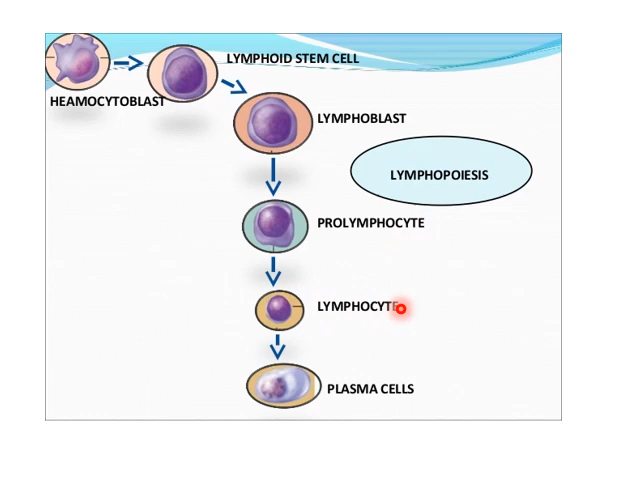 LYMPHOID STEM CELL
HEAMOCYTOBLAST
LYMPHOBLAST
LYMPHOPOIESIS
PROLYMPHOCYTE
LYMPHOCYTE
PLASMA CELLS